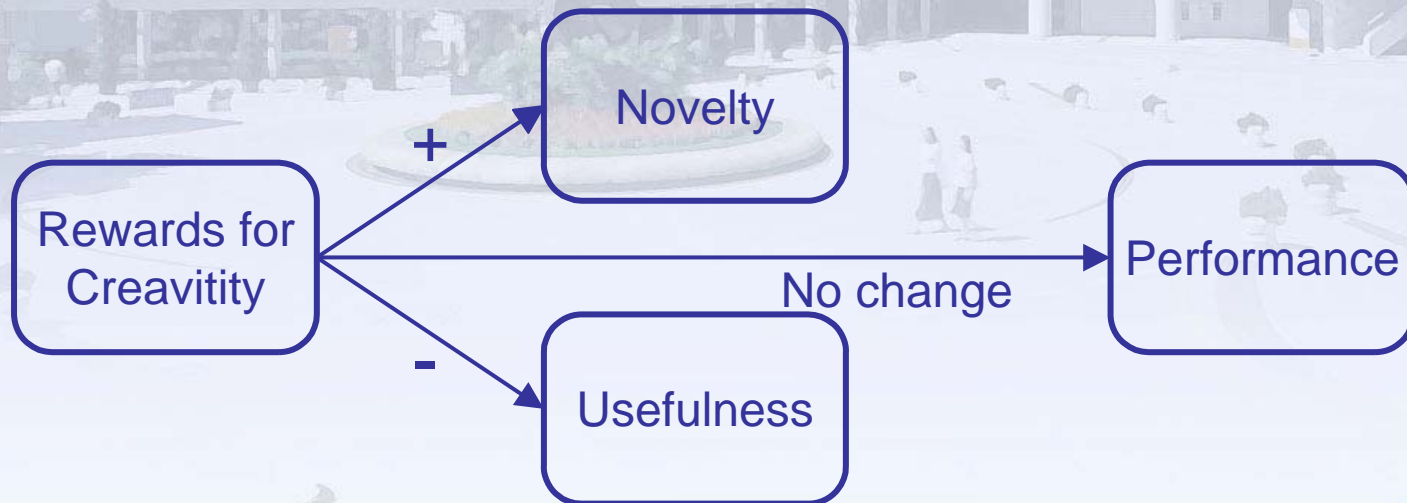 Novelty
+
Rewards for
Creavitity
Performance
No change
-
Usefulness